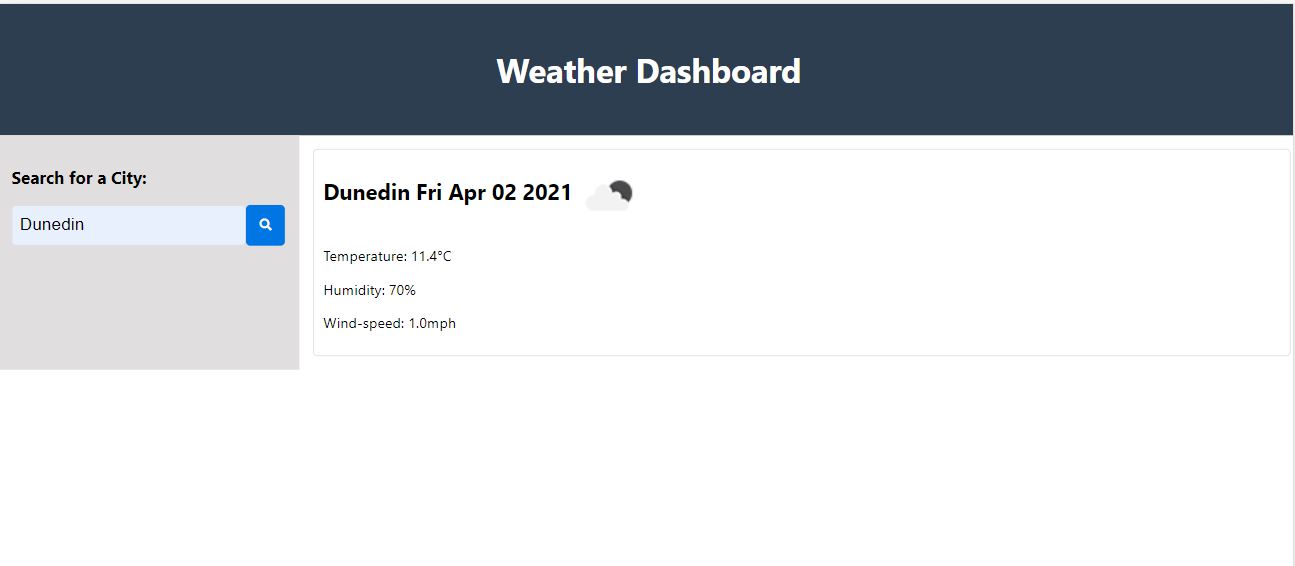 Weather Dashboard
Search for a City:
Dunedin
Dunedin Fri Apr 02 2021
Temperature: 11.4°C
Humidity: 70%
Wind-speed: 1.0mph